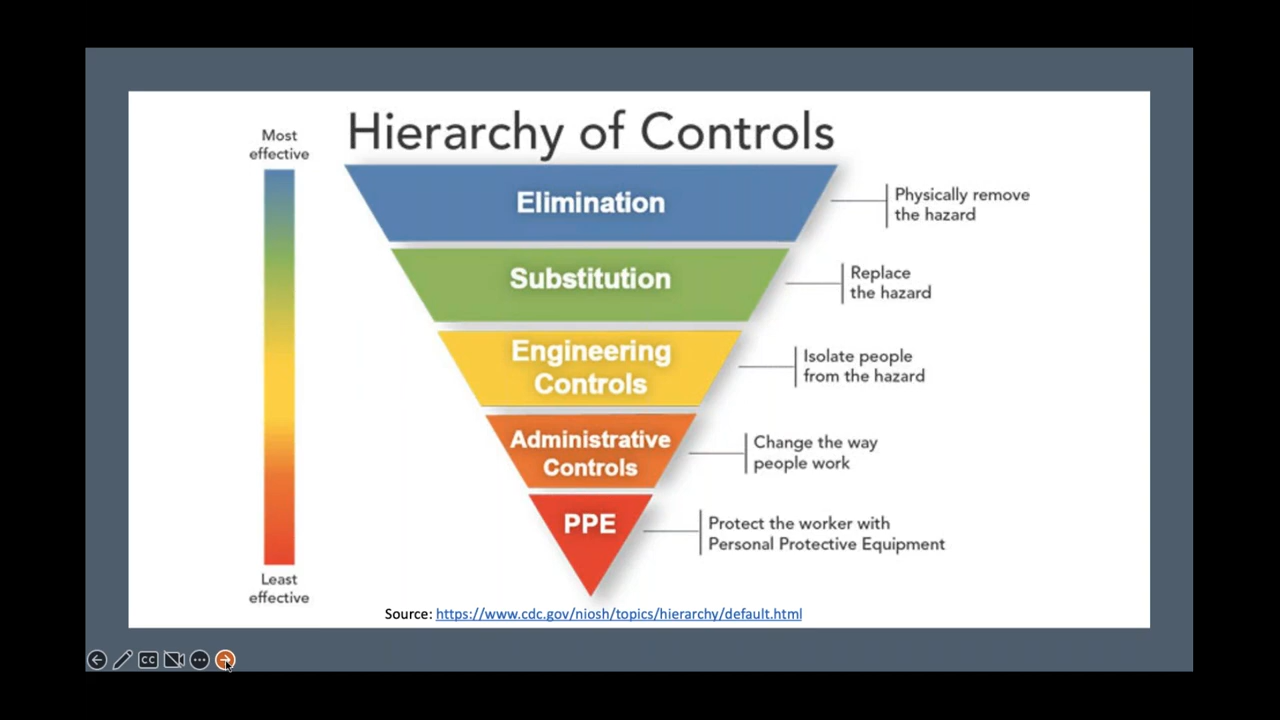 Hierarchy of Controls
Most
effective
Elimination
Physically remove
the hazard
Substitution
Replace
the hazard
Engineering
Controls
Isolate people
from the hazard
Administrative
Controls
Change the way
people work
PPE
Protect the worker with
Personal Protective Equipment
Least
effective
Source: https://www.cdc.gov/niosh/topics/hierarchy/default.html
CC